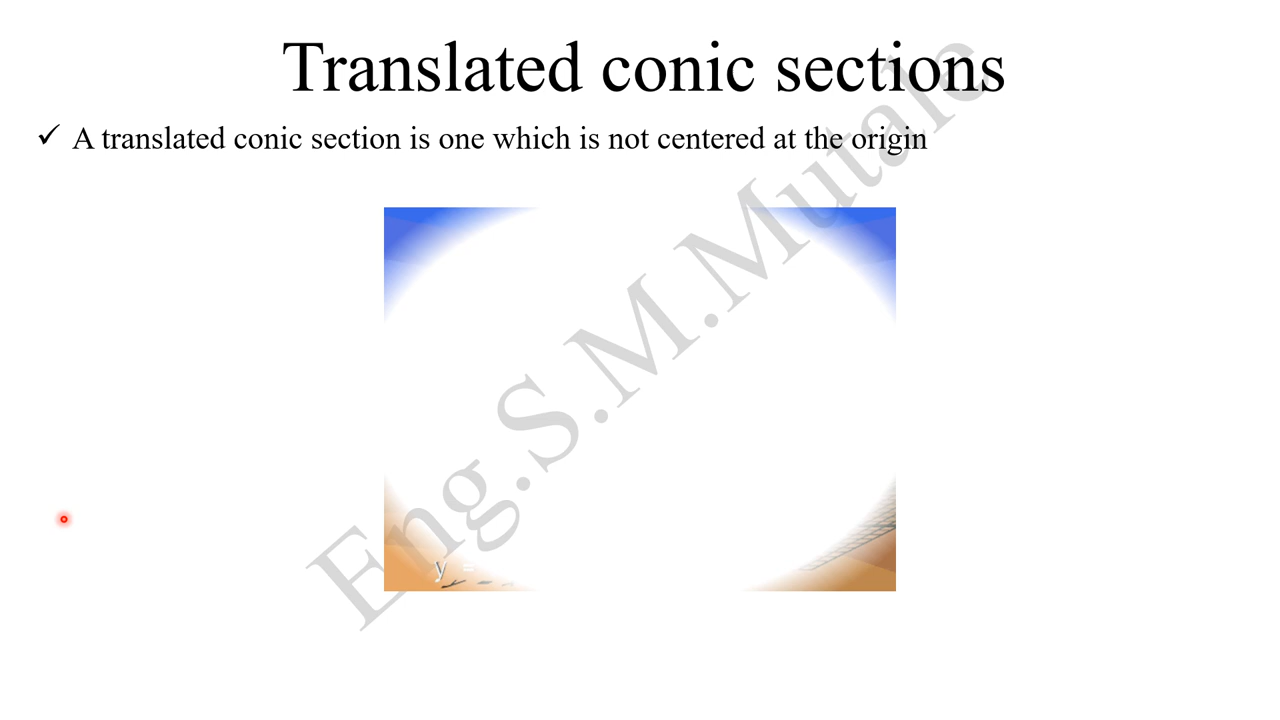 Translated conic sections
✓ A translated conic section is one which is not centered at the origin
Eng.S.M.Mutale
y =